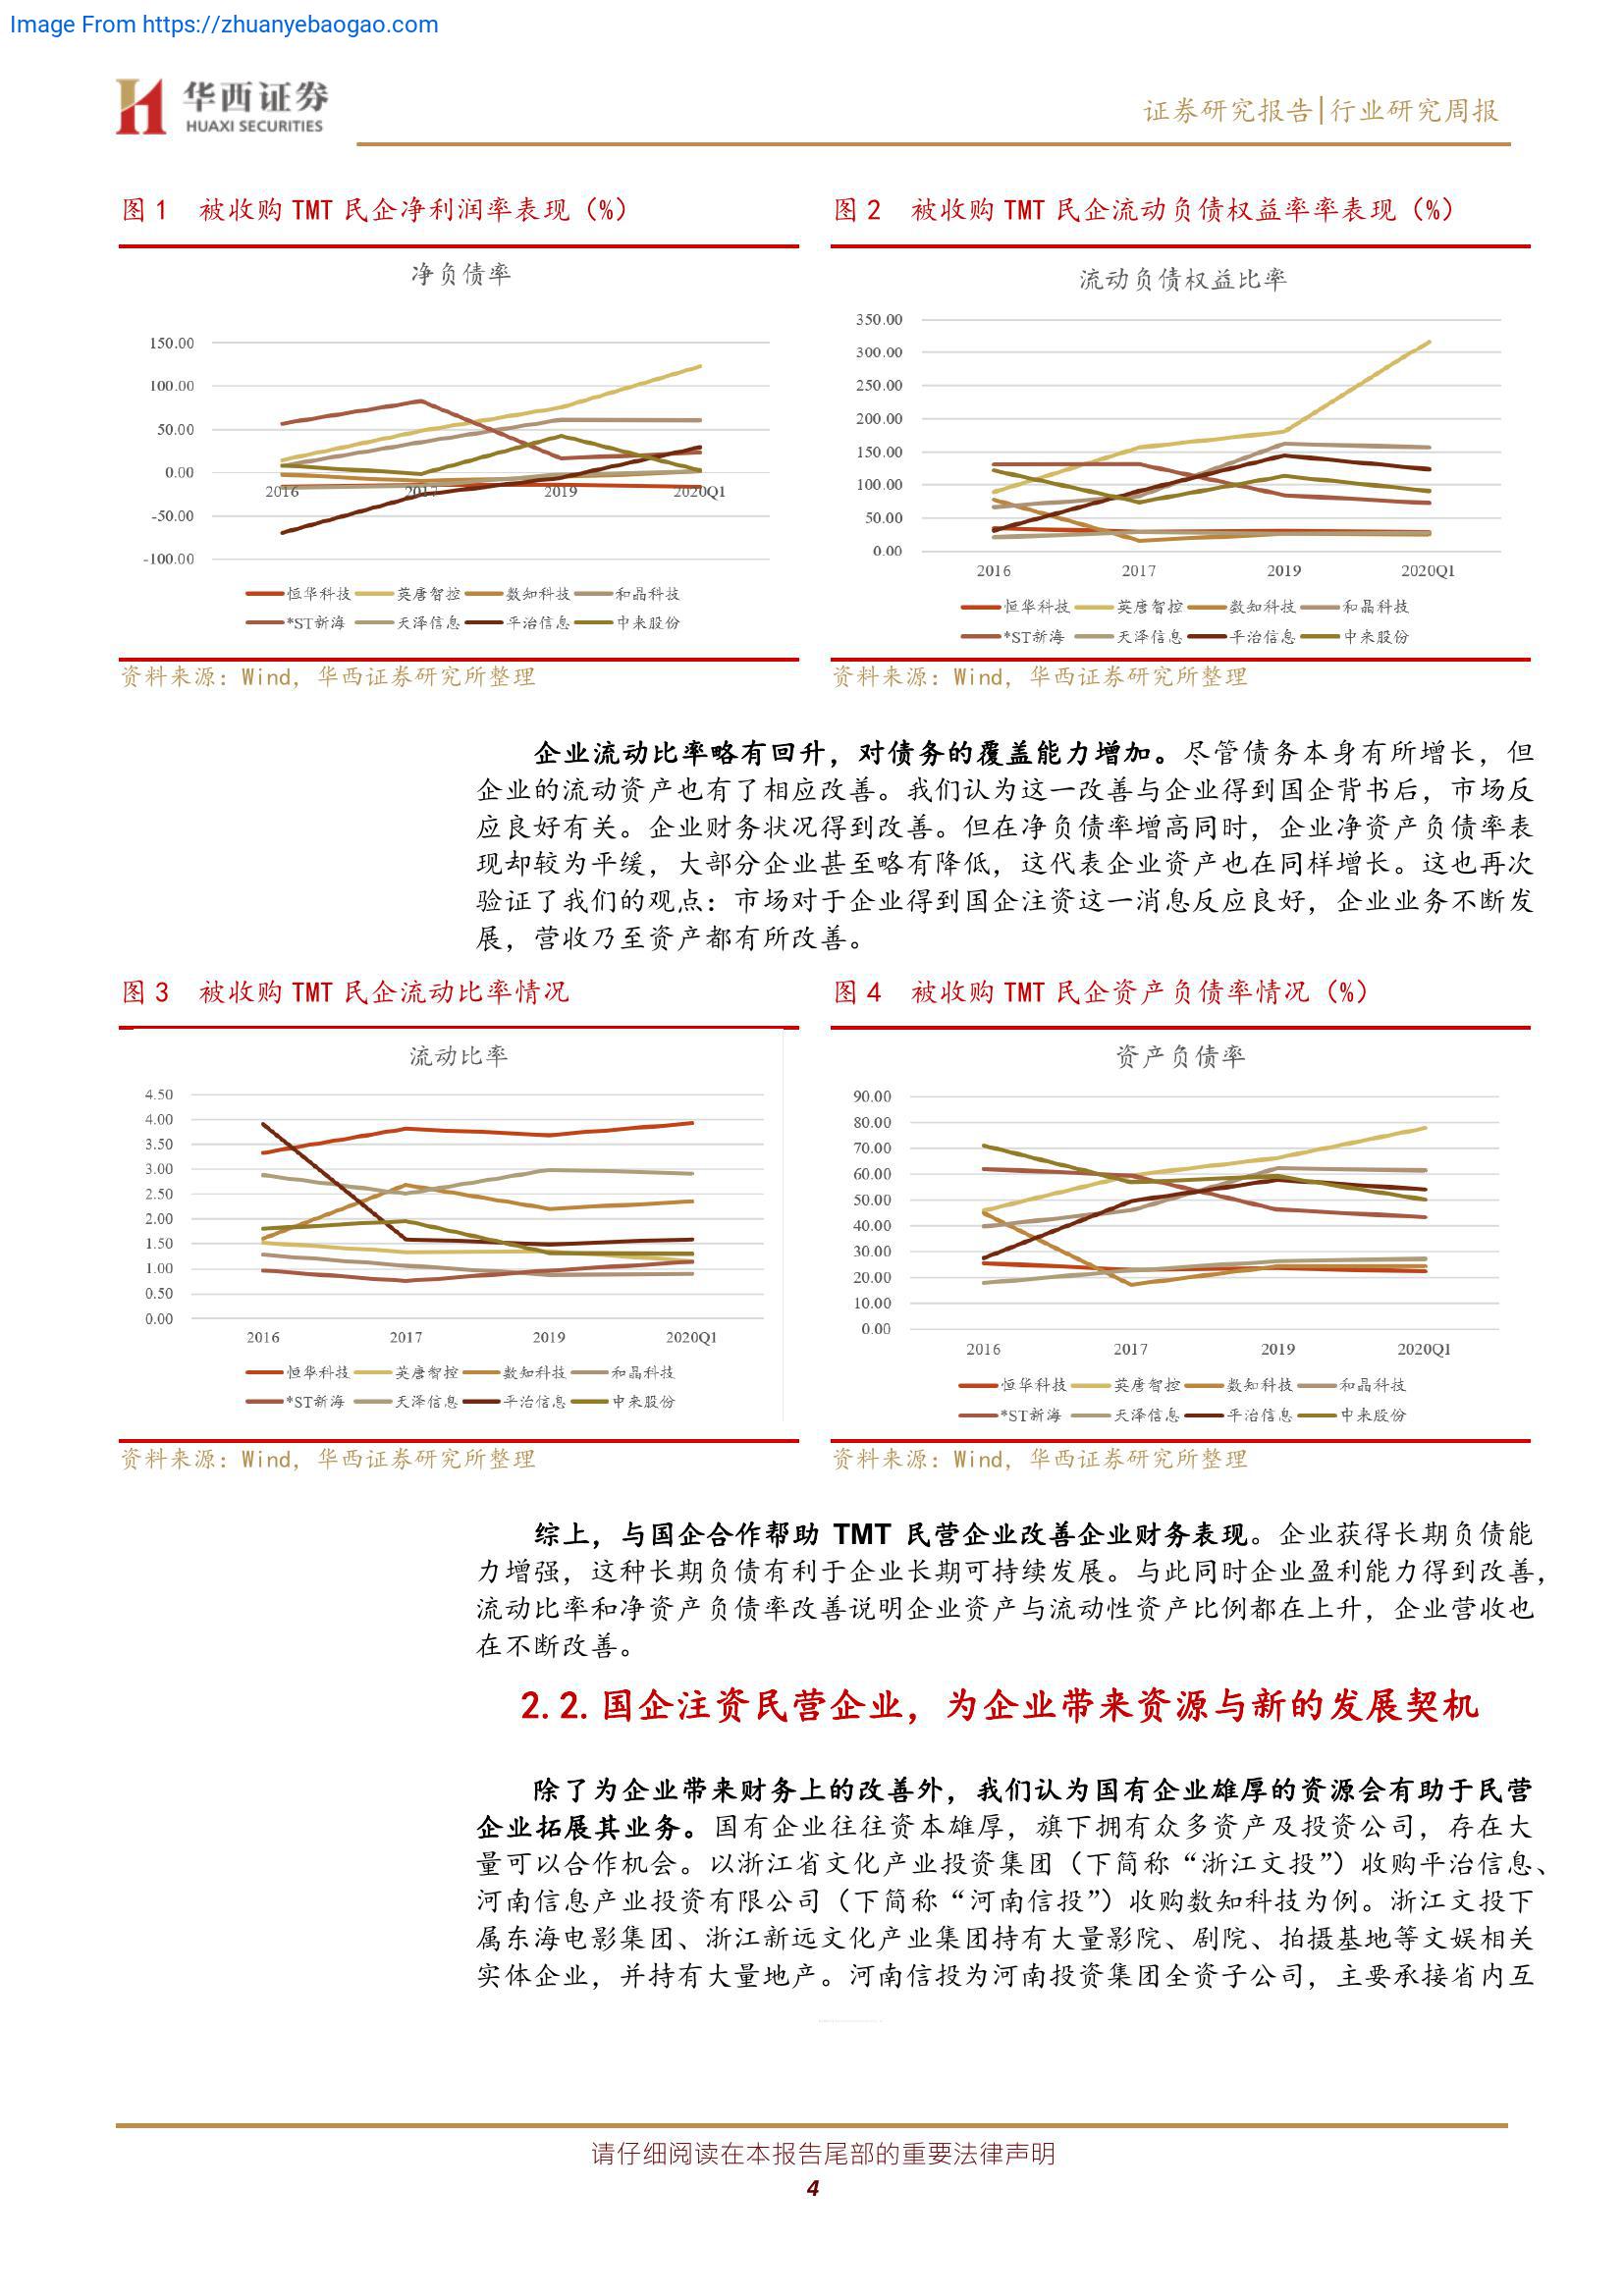 Image From https://zhuanyebaogao.com
华西证券
HUAXI SECURITIES
证券研究报告|行业研究周报
图 1 被收购 TMT 民企净利润率表现（%）
净负债率
150.00
100.00
50.00
0.00
-50.00
-100.00
2016 2017 2019 2020Q1
恒华科技 英唐智控 数知科技 和晶科技
*ST新海 天泽信息 平治信息 中来股份
资料来源：Wind，华西证券研究所整理
图 2 被收购 TMT 民企流动负债权益率率表现（%）
流动负债权益比率
350.00
300.00
250.00
200.00
150.00
100.00
50.00
0.00
2016 2017 2019 2020Q1
恒华科技 英唐智控 数知科技 和晶科技
*ST新海 天泽信息 平治信息 中来股份
资料来源：Wind，华西证券研究所整理
企业流动比率略有回升，对债务的覆盖能力增加。尽管债务本身有所增长，但
企业的流动资产也有了相应改善。我们认为这一改善与企业得到国企背书后，市场反
应良好有关。企业财务状况得到改善。但在净负债率增高同时，企业净资产负债率表
现却较为平缓，大部分企业甚至略有降低，这代表企业资产也在同样增长。这也再次
验证了我们的观点：市场对于企业得到国企注资这一消息反应良好，企业业务不断发
展，营收乃至资产都有所改善。
图 3 被收购 TMT 民企流动比率情况
流动比率
4.50
4.00
3.50
3.00
2.50
2.00
1.50
1.00
0.50
0.00
2016 2017 2019 2020Q1
恒华科技 英唐智控 数知科技 和晶科技
*ST新海 天泽信息 平治信息 中来股份
资料来源：Wind，华西证券研究所整理
图 4 被收购 TMT 民企资产负债率情况（%）
资产负债率
90.00
80.00
70.00
60.00
50.00
40.00
30.00
20.00
10.00
0.00
2016 2017 2019 2020Q1
恒华科技 英唐智控 数知科技 和晶科技
*ST新海 天泽信息 平治信息 中来股份
资料来源：Wind，华西证券研究所整理
综上，与国企合作帮助 TMT 民营企业改善企业财务表现。企业获得长期负债能
力增强，这种长期负债有利于企业长期可持续发展。与此同时企业盈利能力得到改善，
流动比率和净资产负债率改善说明企业资产与流动性资产比例都在上升，企业营收也
在不断改善。
2.2.国企注资民营企业，为企业带来资源与新的发展契机
除了为企业带来财务上的改善外，我们认为国有企业雄厚的资源会有助于民营
企业拓展其业务。国有企业往往资本雄厚，旗下拥有众多资产及投资公司，存在大
量可以合作机会。以浙江省文化产业投资集团（下简称“浙江文投”）收购平治信息、
河南信息产业投资有限公司（下简称“河南信投”）收购数知科技为例。浙江文投下
属东海电影集团、浙江新远文化产业集团持有大量影院、剧院、拍摄基地等文娱相关
实体企业，并持有大量地产。河南信投为河南投资集团全资子公司，主要承接省内互
请仔细阅读在本报告尾部的重要法律声明
4